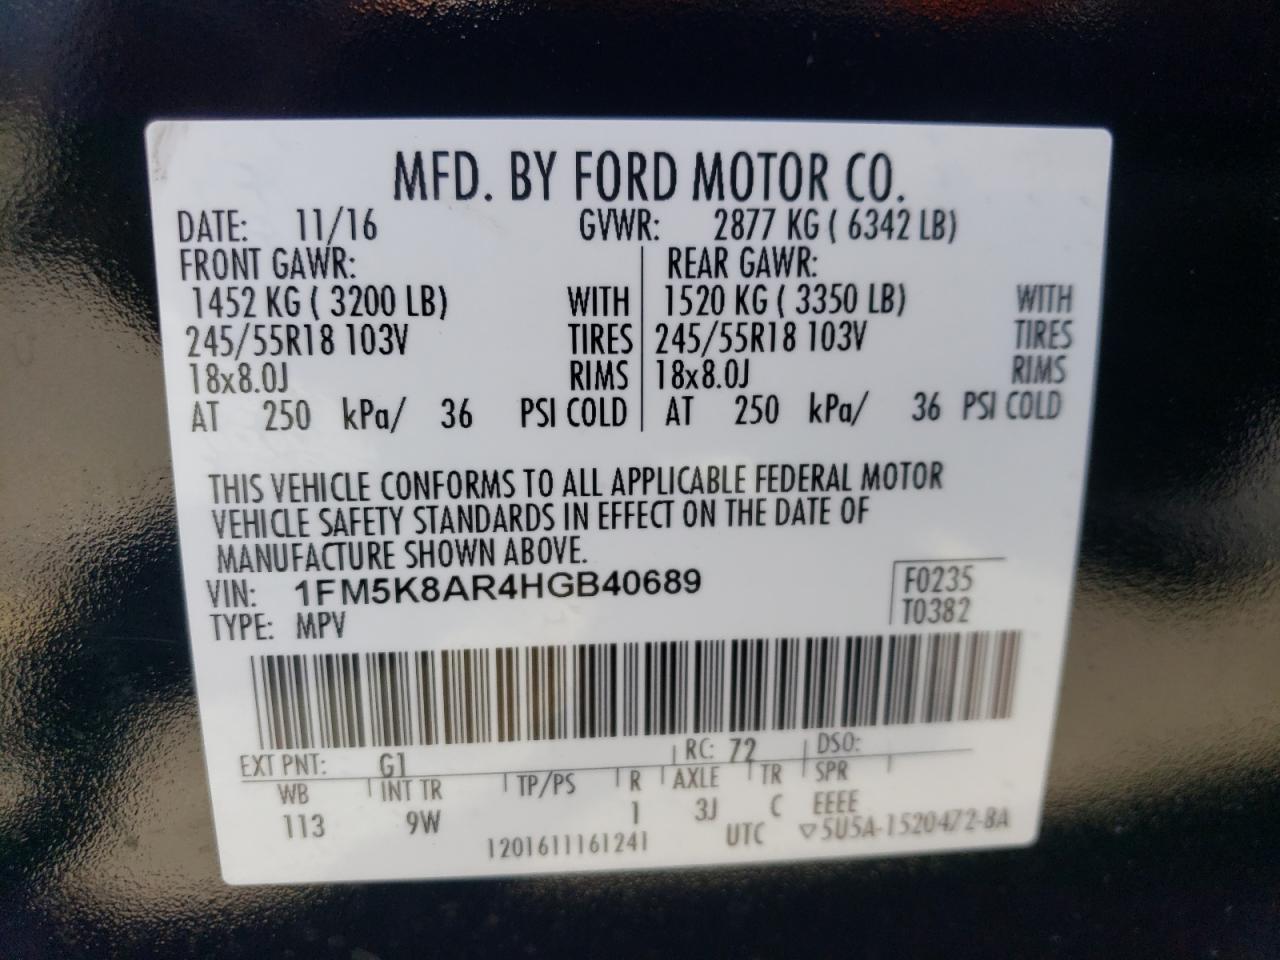 MFD. BY FORD MOTOR CO.
DATE: 11/16 GVWR: 2877 KG ( 6342 LB)
FRONT GAWR: REAR GAWR:
1452 KG ( 3200 LB) WITH 1520 KG ( 3350 LB) WITH
245/55R18 103V TIRES 245/55R18 103V TIRES
18x8.0J RIMS 18x8.0J RIMS
AT 250 kPa/ 36 PSI COLD AT 250 kPa/ 36 PSI COLD
THIS VEHICLE CONFORMS TO ALL APPLICABLE FEDERAL MOTOR
VEHICLE SAFETY STANDARDS IN EFFECT ON THE DATE OF
MANUFACTURE SHOWN ABOVE.
VIN: 1FM5K8AR4HGB40689 F0235
TYPE: MPV T0382
EXT PNT: G1 RC: 72 DSO:
WB INT TR TP/PS R AXLE TR SPR
113 9W 1 3J C EEEE
1201611161241 UTC ▽5U5A-1520472-8A